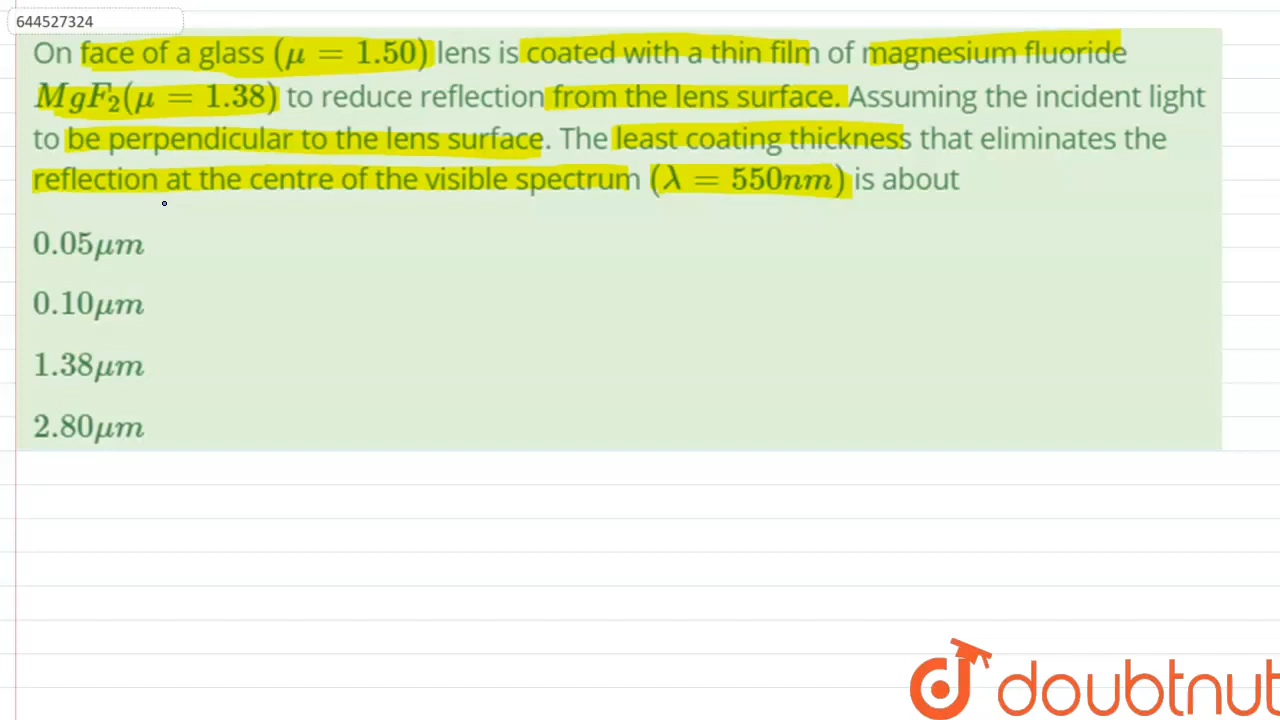 644527324
On face of a glass (μ = 1.50) lens is coated with a thin film of magnesium fluoride
MgF₂(μ = 1.38) to reduce reflection from the lens surface. Assuming the incident light
to be perpendicular to the lens surface. The least coating thickness that eliminates the
reflection at the centre of the visible spectrum (λ = 550nm) is about
0.05μm
0.10μm
1.38μm
2.80μm
doubtnut